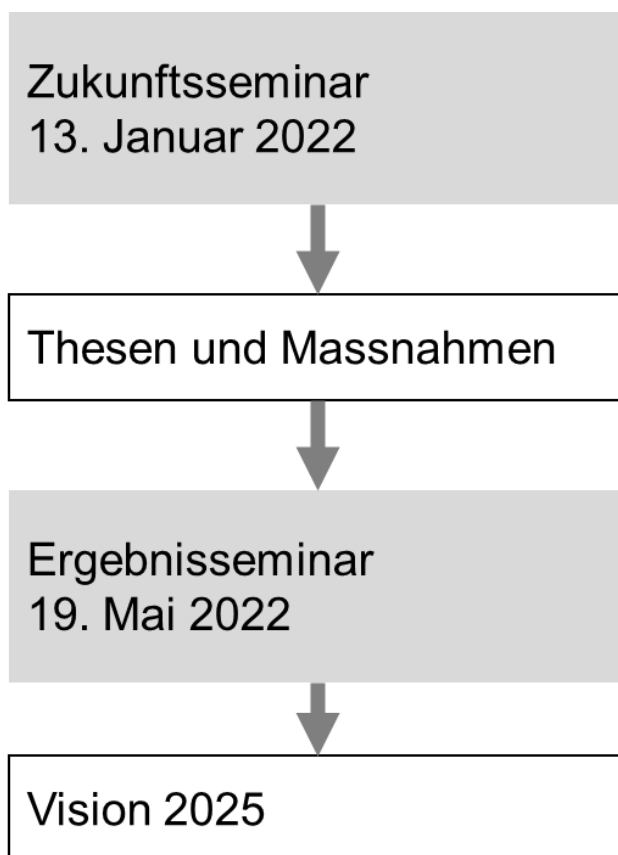 Zukunftsseminar
13. Januar 2022
Thesen und Massnahmen
Ergebnisseminar
19. Mai 2022
Vision 2025